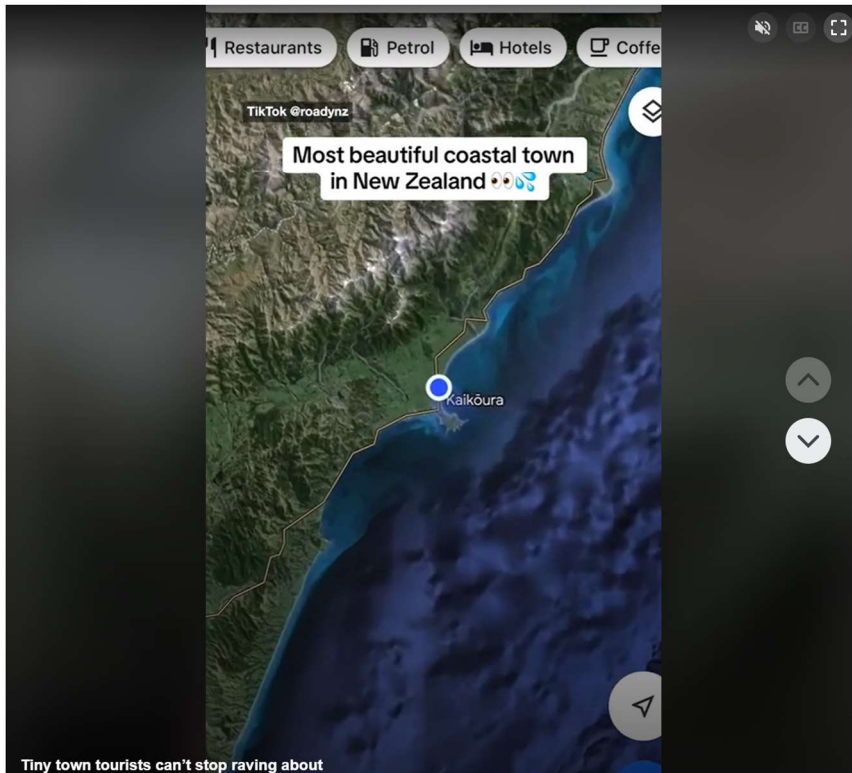 Restaurants
Petrol
Hotels
Coffe
TikTok @roadynz
Most beautiful coastal town
in New Zealand 👀💦
Kaikōura
CC
Tiny town tourists can't stop raving about